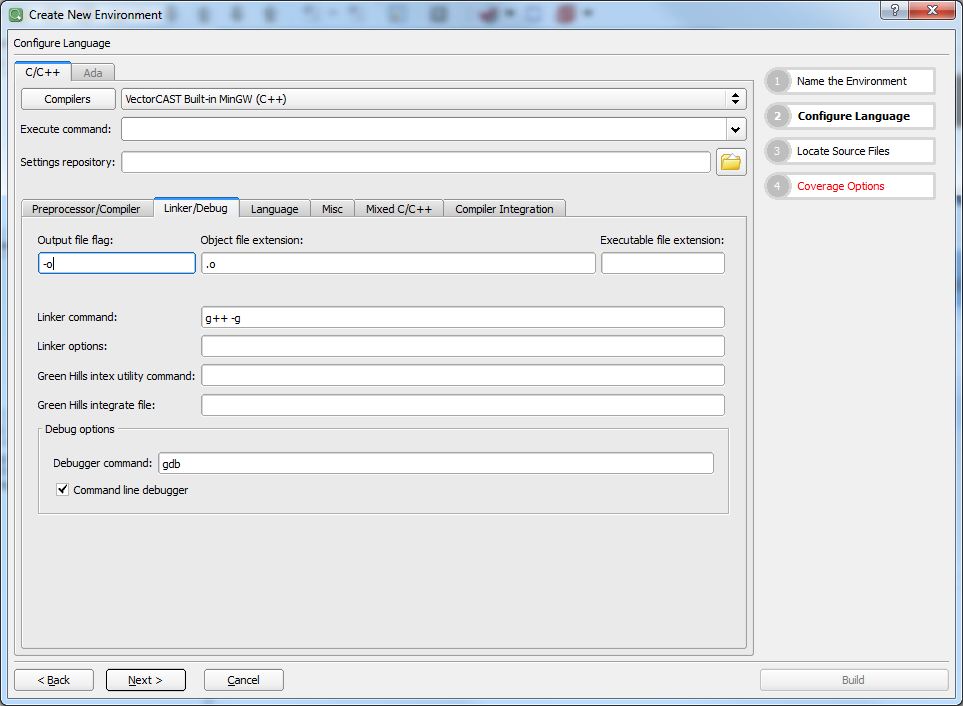 Create New Environment
?
Configure Language
C/C++ Ada
Compilers VectorCAST Built-in MinGW (C++)
Execute command:
Settings repository:
Preprocessor/Compiler Linker/Debug Language Misc Mixed C/C++ Compiler Integration
Output file flag: Object file extension: Executable file extension:
-o .o
Linker command: g++ -g
Linker options:
Green Hills intex utility command:
Green Hills integrate file:
Debug options
Debugger command: gdb
Command line debugger
1 Name the Environment
2 Configure Language
3 Locate Source Files
4 Coverage Options
< Back Next > Cancel Build